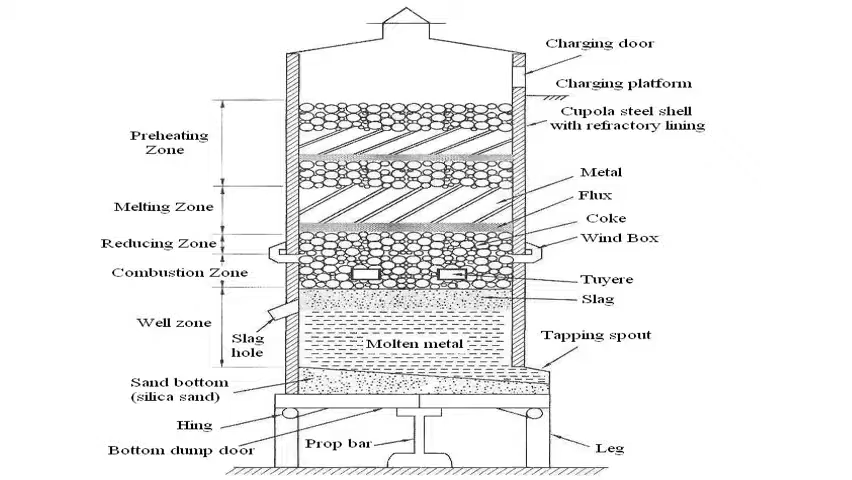 Charging door
Charging platform
Cupola steel shell
with refractory lining
Preheating
Zone
Metal
Flux
Melting Zone
Coke
Reducing Zone
Wind Box
Combustion Zone
Tuyere
Slag
Well zone
Slag
hole
Molten metal
Tapping spout
Sand bottom
(silica sand)
Hing
Prop bar
Bottom dump door
Leg